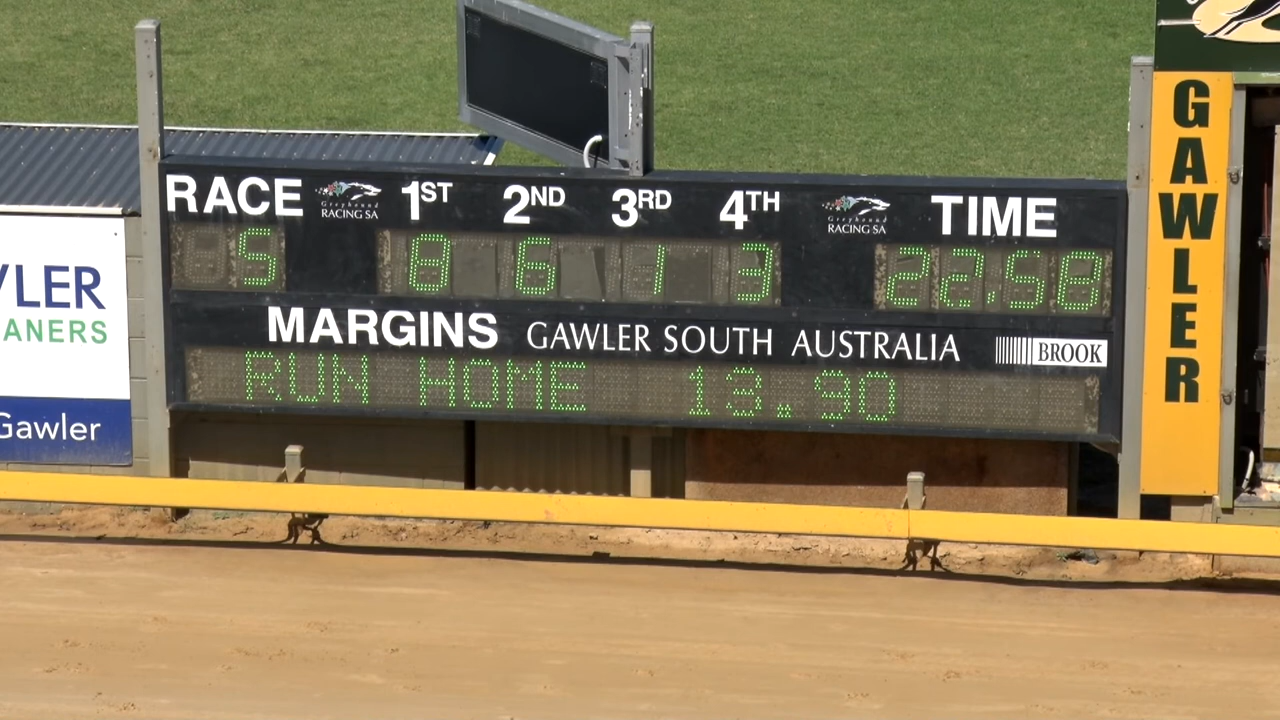 RACE 1ST 2ND 3RD 4TH TIME
Greyhound
RACING SA
Greyhound
RACING SA
5 8 6 1 3 22.58
MARGINS GAWLER SOUTH AUSTRALIA BROOK
RUN HOME 13.90
WLER
ANERS
Gawler
GAWLER